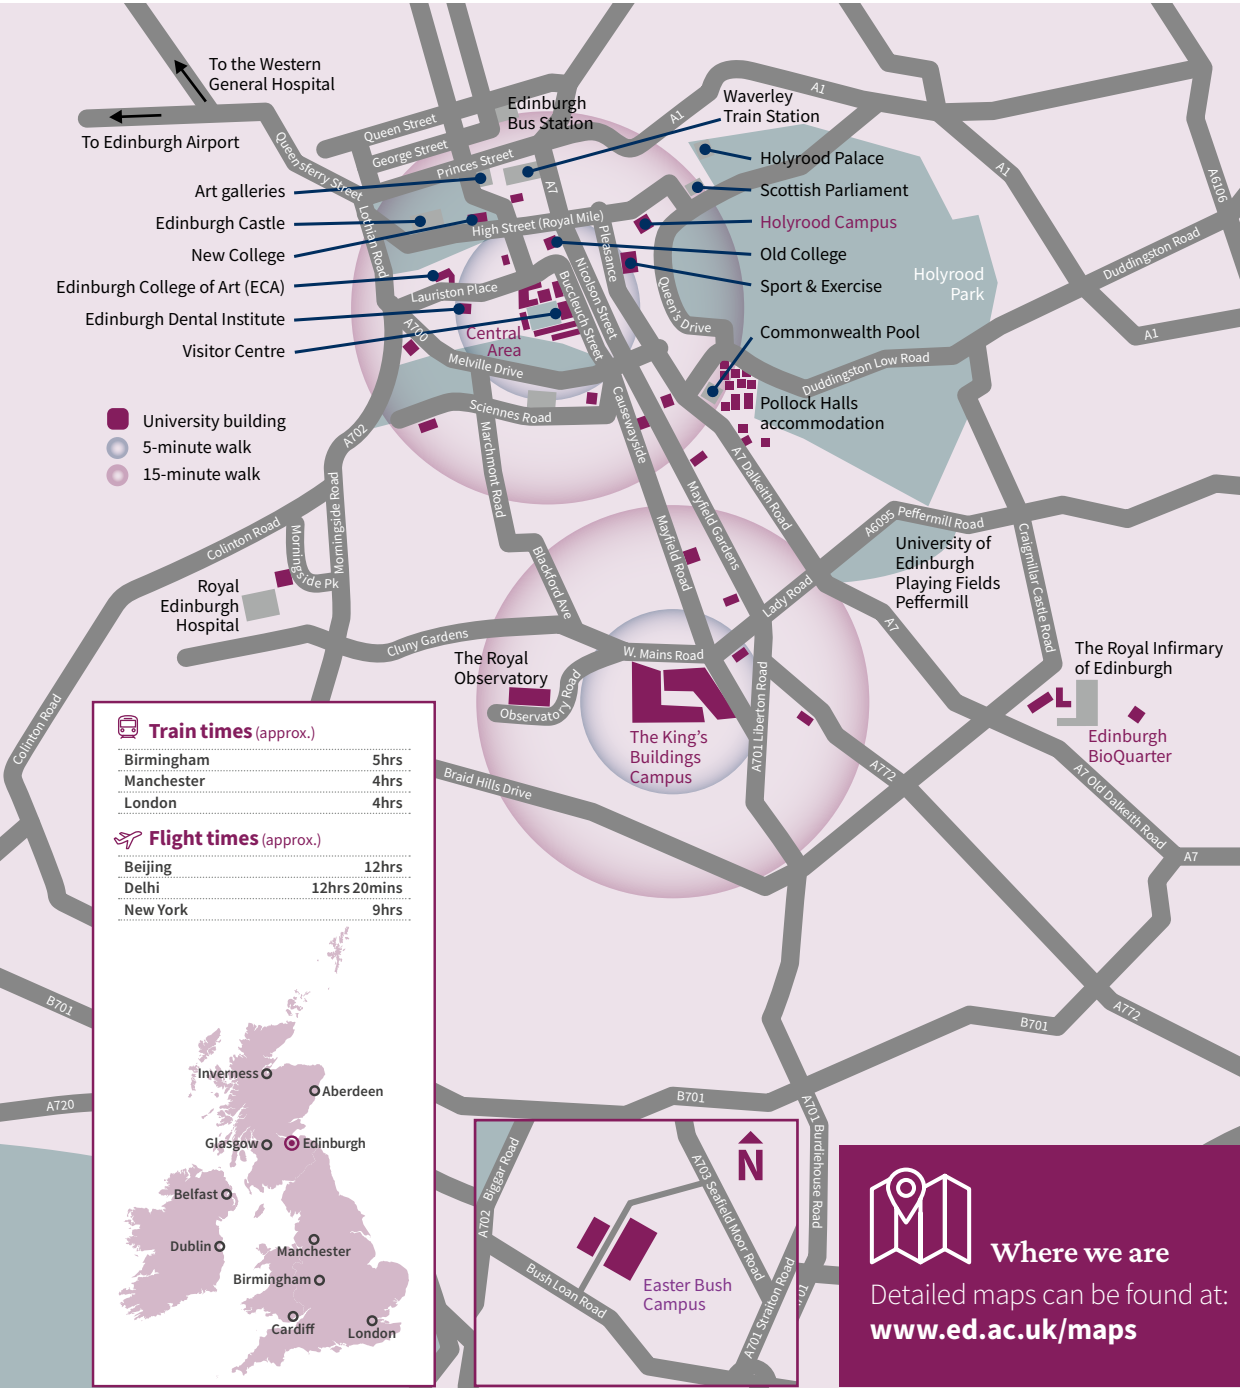 To the Western
General Hospital
To Edinburgh Airport
Queensferry Street
Queen Street
George Street
Princes Street
Edinburgh
Bus Station
A1
A1
A1
A6106
Waverley
Train Station
Art galleries
Edinburgh Castle
New College
Edinburgh College of Art (ECA)
Edinburgh Dental Institute
Visitor Centre
Holyrood Palace
Scottish Parliament
Holyrood Campus
Old College
Sport & Exercise
Commonwealth Pool
Holyrood
Park
Duddingston Road
A1
A7
High Street (Royal Mile)
Lothian Road
Pleasance
Nicolson Street
Buccleuch Street
Lauriston Place
Queen's Drive
A700
Central
Area
Melville Drive
Duddingston Low Road
Pollock Halls
accommodation
Sciennes Road
Causewayside
A702
University building
5-minute walk
15-minute walk
Marchmont Road
A7 Dalkeith Road
Mayfield Gardens
Mayfield Road
Morningside Road
Colinton Road
Morningside Pk
Royal
Edinburgh
Hospital
Blackford Ave
A6095
Peffermill Road
University of
Edinburgh
Playing Fields
Peffermill
Craigmillar Castle Road
Lady Road
A7
Cluny Gardens
W. Mains Road
The Royal
Observatory
Observatory Road
The King's
Buildings
Campus
A701 Liberton Road
The Royal Infirmary
of Edinburgh
Edinburgh
BioQuarter
Colinton Road
Braid Hills Drive
A772
A7 Old Dalkeith Road
A7
B701
A772
B701
A720
B701
A701 Burdiehouse Road
Train times (approx.)
Birmingham 5hrs
Manchester 4hrs
London 4hrs
Flight times (approx.)
Beijing 12hrs
Delhi 12hrs 20mins
New York 9hrs
Inverness
Aberdeen
Glasgow
Edinburgh
Belfast
Dublin
Manchester
Birmingham
Cardiff
London
N
A702
Biggar Road
A703 Seafield Moor Road
Bush Loan Road
Easter Bush
Campus
A701 Straiton Road
Where we are
Detailed maps can be found at:
www.ed.ac.uk/maps